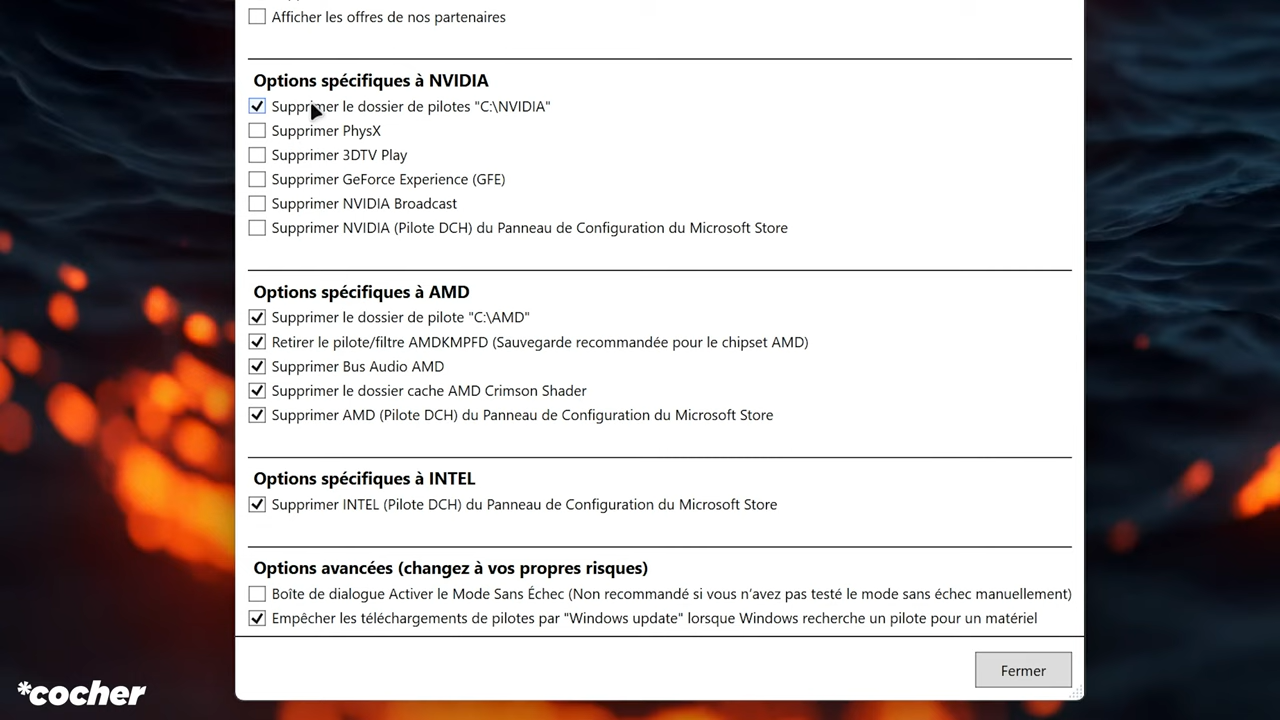 Afficher les offres de nos partenaires
Options spécifiques à NVIDIA
Supprimer le dossier de pilotes "C:\NVIDIA"
Supprimer PhysX
Supprimer 3DTV Play
Supprimer GeForce Experience (GFE)
Supprimer NVIDIA Broadcast
Supprimer NVIDIA (Pilote DCH) du Panneau de Configuration du Microsoft Store
Options spécifiques à AMD
Supprimer le dossier de pilote "C:\AMD"
Retirer le pilote/filtre AMDKMPFD (Sauvegarde recommandée pour le chipset AMD)
Supprimer Bus Audio AMD
Supprimer le dossier cache AMD Crimson Shader
Supprimer AMD (Pilote DCH) du Panneau de Configuration du Microsoft Store
Options spécifiques à INTEL
Supprimer INTEL (Pilote DCH) du Panneau de Configuration du Microsoft Store
Options avancées (changez à vos propres risques)
Boîte de dialogue Activer le Mode Sans Échec (Non recommandé si vous n'avez pas testé le mode sans échec manuellement)
Empêcher les téléchargements de pilotes par "Windows update" lorsque Windows recherche un pilote pour un matériel
Fermer
*cocher